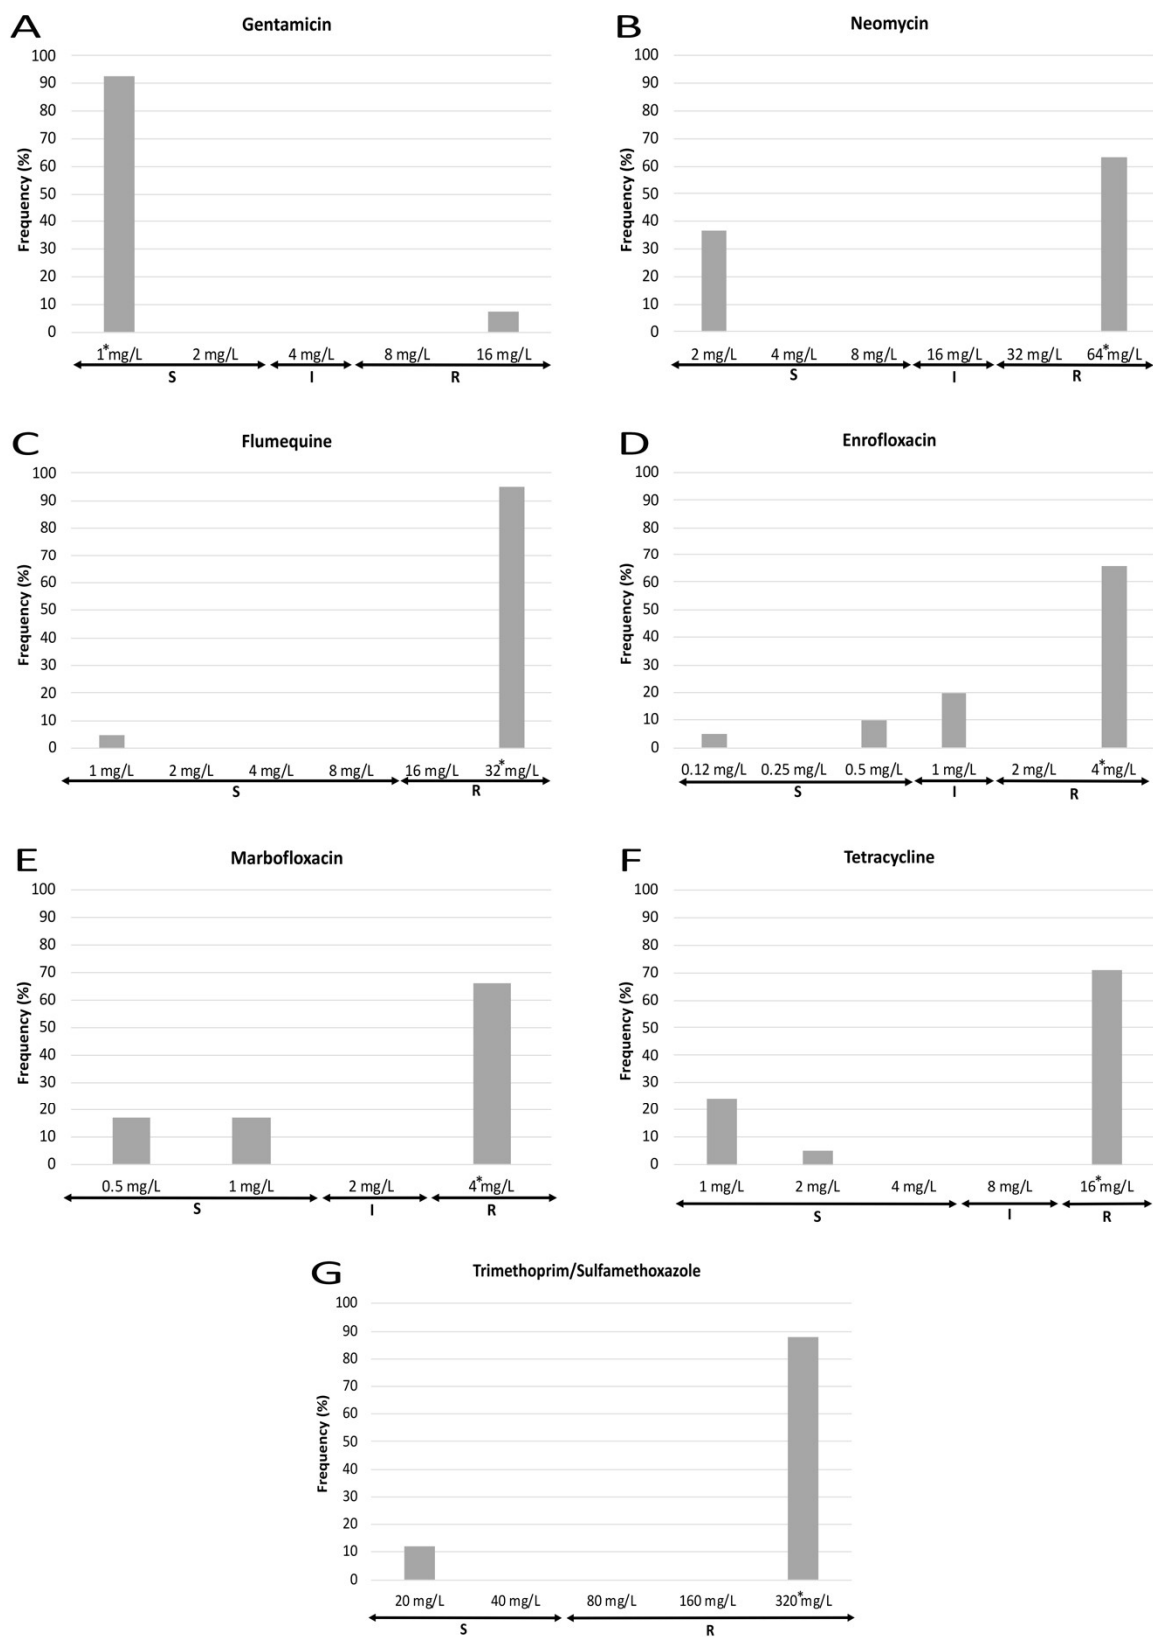 A Gentamicin
Frequency (%)
100
90
80
70
60
50
40
30
20
10
0
1*mg/L 2 mg/L 4 mg/L 8 mg/L 16 mg/L
S I R
B Neomycin
Frequency (%)
100
90
80
70
60
50
40
30
20
10
0
2 mg/L 4 mg/L 8 mg/L 16 mg/L 32 mg/L 64*mg/L
S I R
C Flumequine
Frequency (%)
100
90
80
70
60
50
40
30
20
10
0
1 mg/L 2 mg/L 4 mg/L 8 mg/L 16 mg/L 32*mg/L
S R
D Enrofloxacin
Frequency (%)
100
90
80
70
60
50
40
30
20
10
0
0.12 mg/L 0.25 mg/L 0.5 mg/L 1 mg/L 2 mg/L 4*mg/L
S I R
E Marbofloxacin
Frequency (%)
100
90
80
70
60
50
40
30
20
10
0
0.5 mg/L 1 mg/L 2 mg/L 4*mg/L
S I R
F Tetracycline
Frequency (%)
100
90
80
70
60
50
40
30
20
10
0
1 mg/L 2 mg/L 4 mg/L 8 mg/L 16*mg/L
S I R
G Trimethoprim/Sulfamethoxazole
Frequency (%)
100
90
80
70
60
50
40
30
20
10
0
20 mg/L 40 mg/L 80 mg/L 160 mg/L 320*mg/L
S R